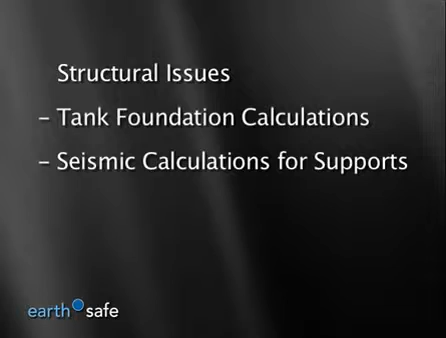 Structural Issues
– Tank Foundation Calculations
– Seismic Calculations for Supports
earth safe